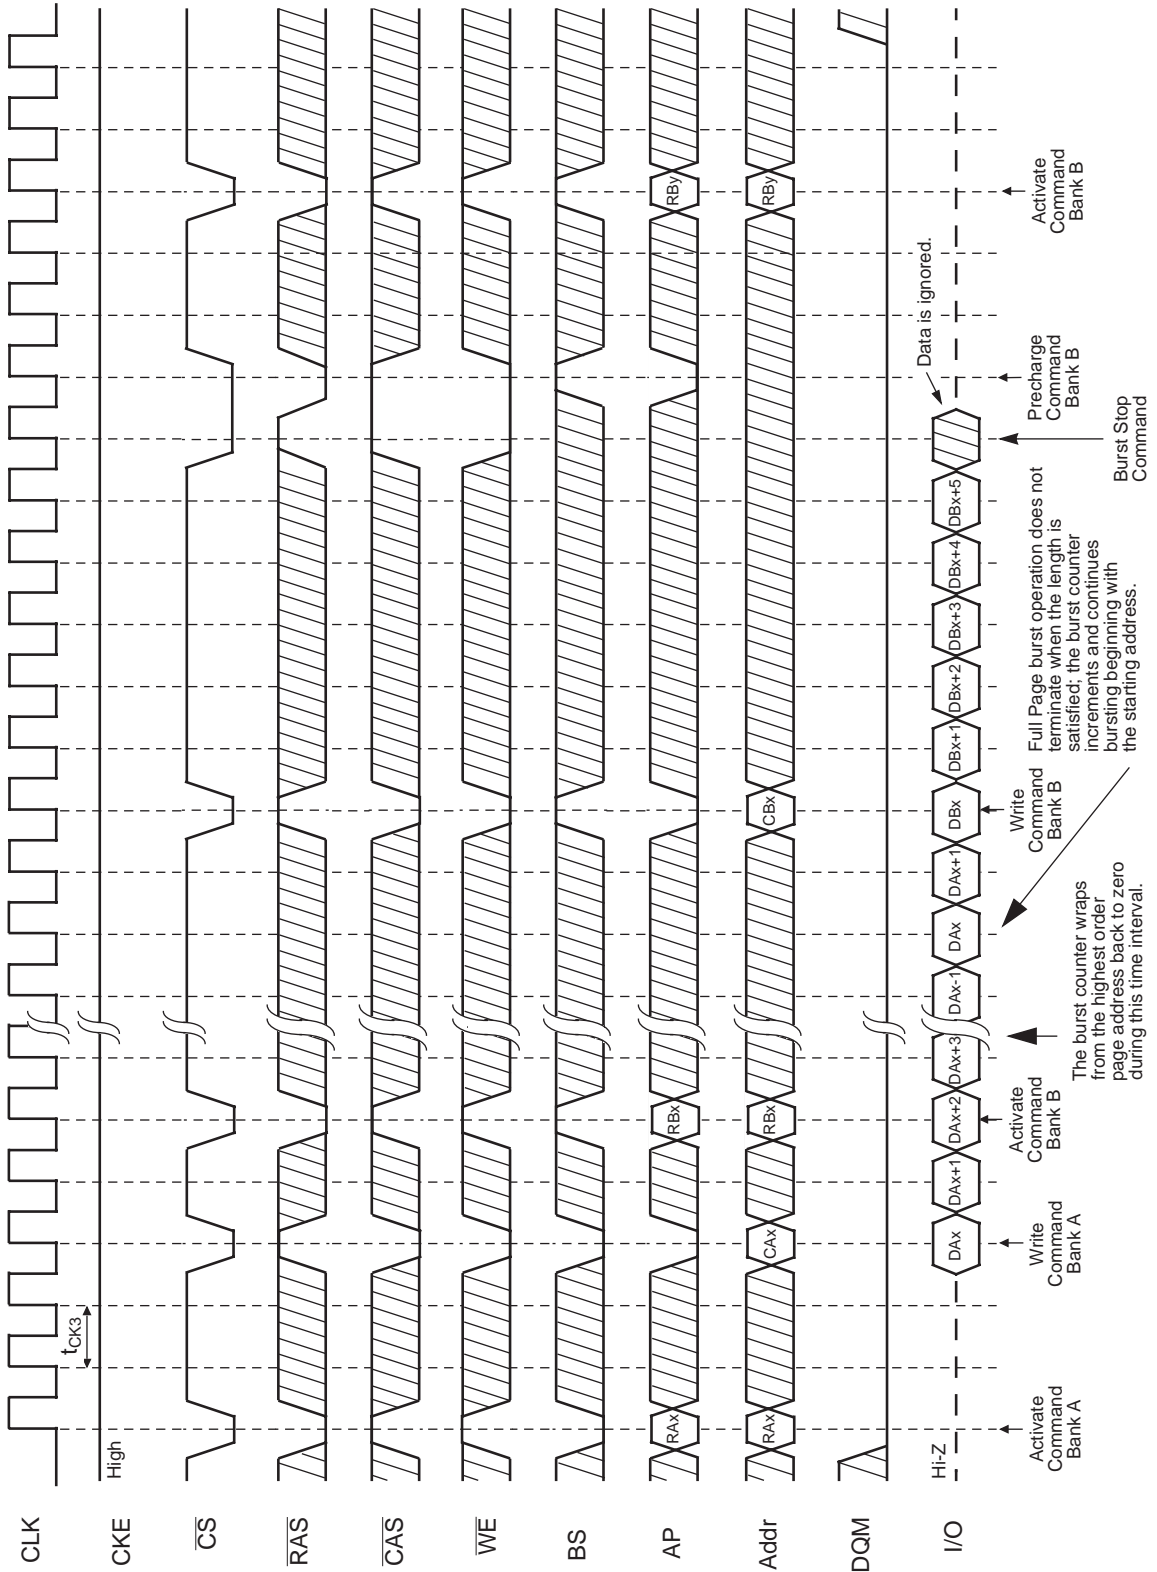 CLK
CKE
High
CS
RAS
CAS
WE
BS
AP
Addr
DQM
I/O
Hi-Z
tCK3
RAx
RBx
RBy
RAx
CAx
RBx
CBx
RBy
DAx
DAx+1
DAx+2
DAx+3
DAx-1
DAx
DAx+1
DBx
DBx+1
DBx+2
DBx+3
DBx+4
DBx+5
Data is ignored.
Activate
Command
Bank A
Write
Command
Bank A
Activate
Command
Bank B
The burst counter wraps
from the highest order
page address back to zero
during this time interval.
Write
Command
Bank B
Full Page burst operation does not
terminate when the length is
satisfied; the burst counter
increments and continues
bursting beginning with
the starting address.
Burst Stop
Command
Precharge
Command
Bank B
Activate
Command
Bank B